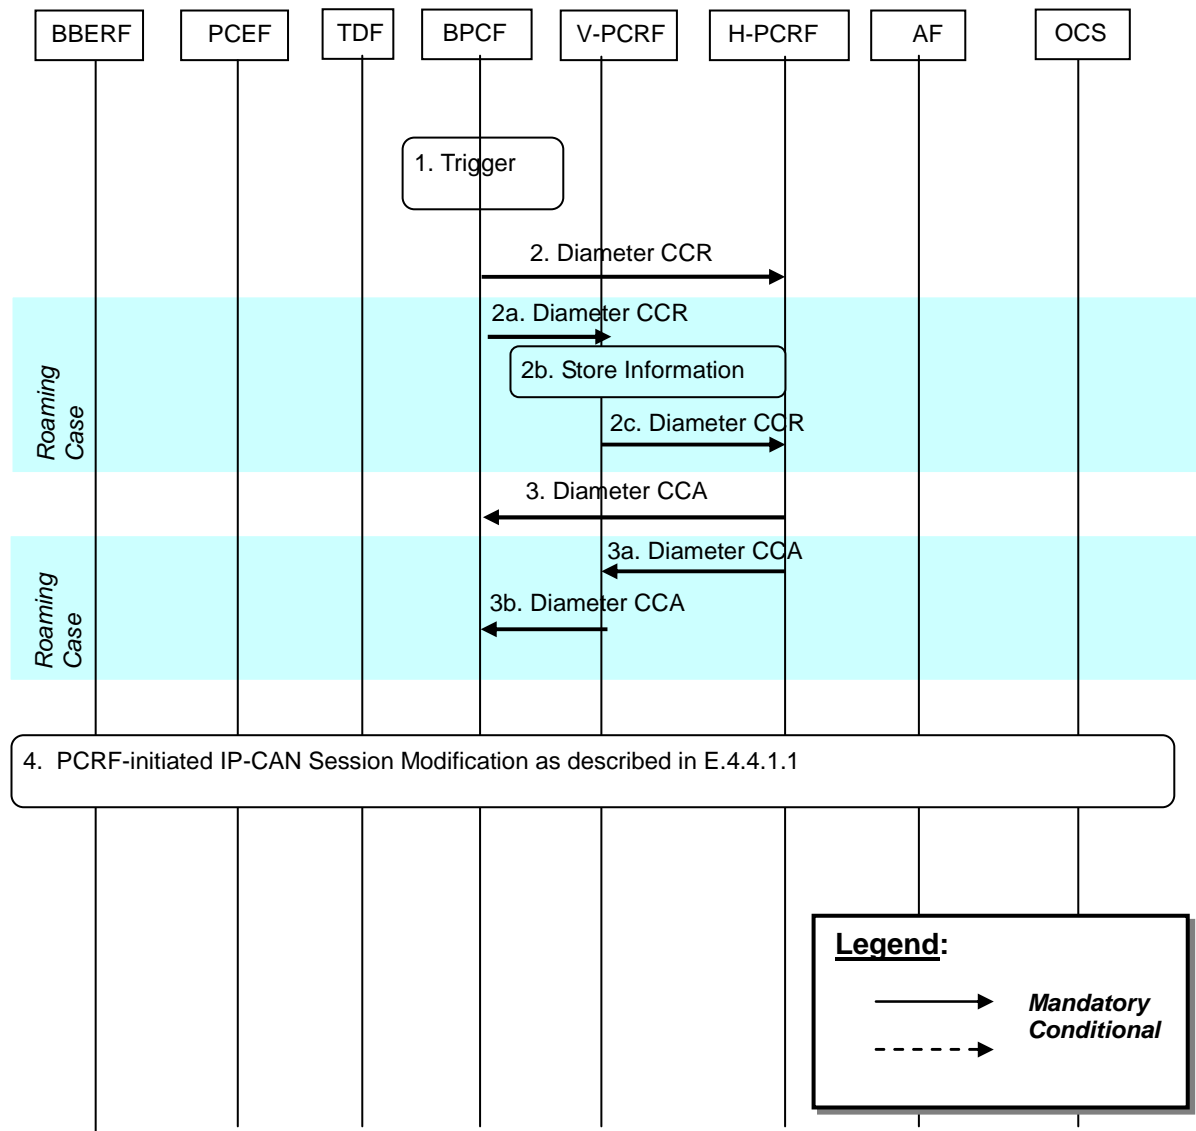 BBERF
PCEF
TDF
BPCF
V-PCRF
H-PCRF
AF
OCS
1. Trigger
2. Diameter CCR
2a. Diameter CCR
2b. Store Information
2c. Diameter CCR
Roaming
Case
3. Diameter CCA
3a. Diameter CCA
3b. Diameter CCA
Roaming
Case
4. PCRF-initiated IP-CAN Session Modification as described in E.4.4.1.1
Legend:
Mandatory
Conditional